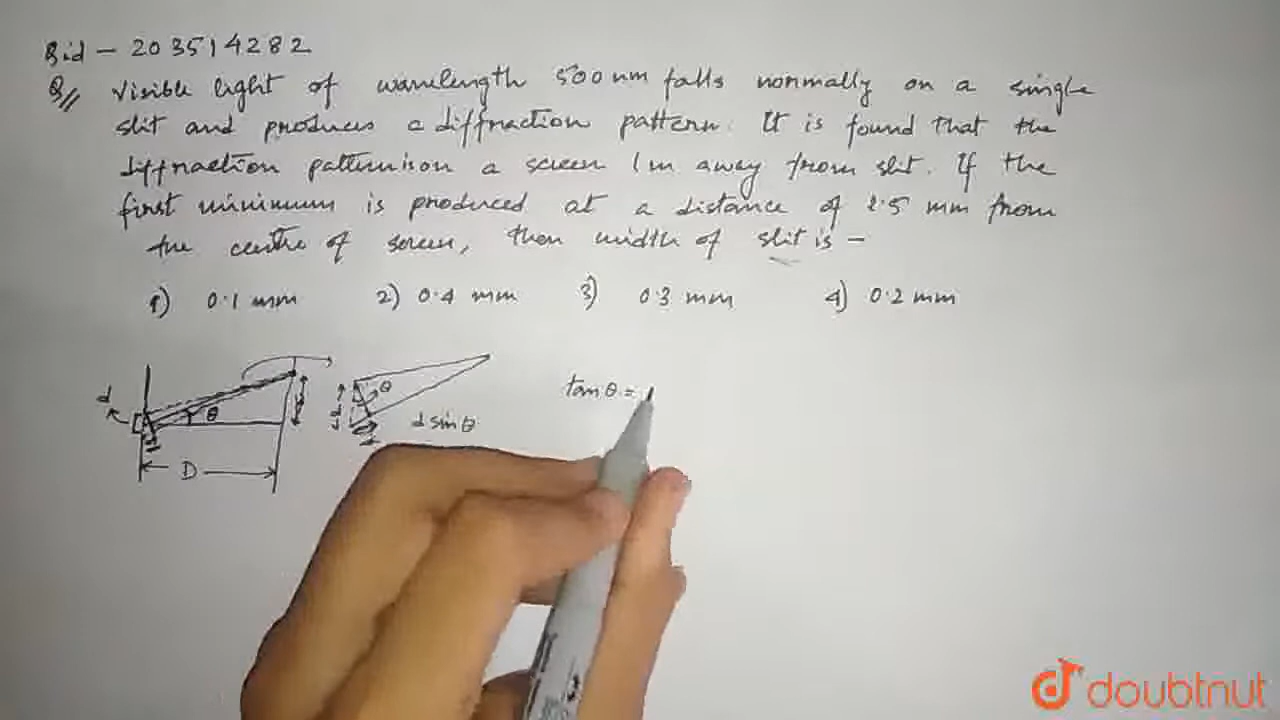 Bid - 203514282
Q// Visible light of wavelength 500 nm falls normally on a single
slit and produces a diffraction pattern. It is found that the
diffraction pattern is on a screen 1m away from slit. If the
first minimum is produced at a distance of 2.5 mm from
the centre of screen, then width of slit is -
1) 0.1 mm 2) 0.4 mm 3) 0.3 mm 4) 0.2 mm
d θ D
d θ d sinθ
tan θ =
doubtnut